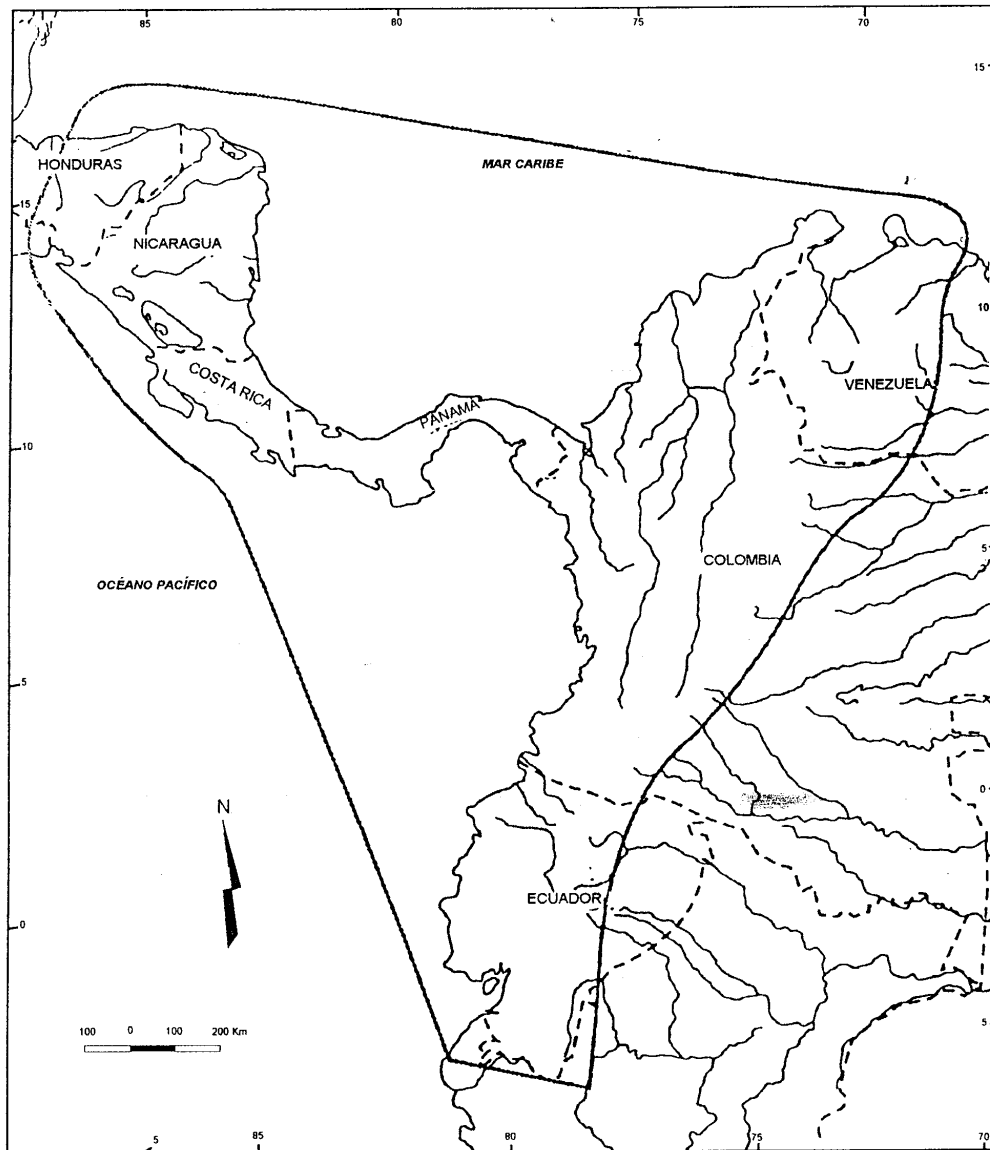 85 80 75 70
15
MAR CARIBE
HONDURAS
15
NICARAGUA
10
COSTA RICA
PANAMÁ
VENEZUELA
10
5
COLOMBIA
OCÉANO PACÍFICO
5
0
N
ECUADOR
0
5
100 0 100 200 Km
5 85 80 75 70